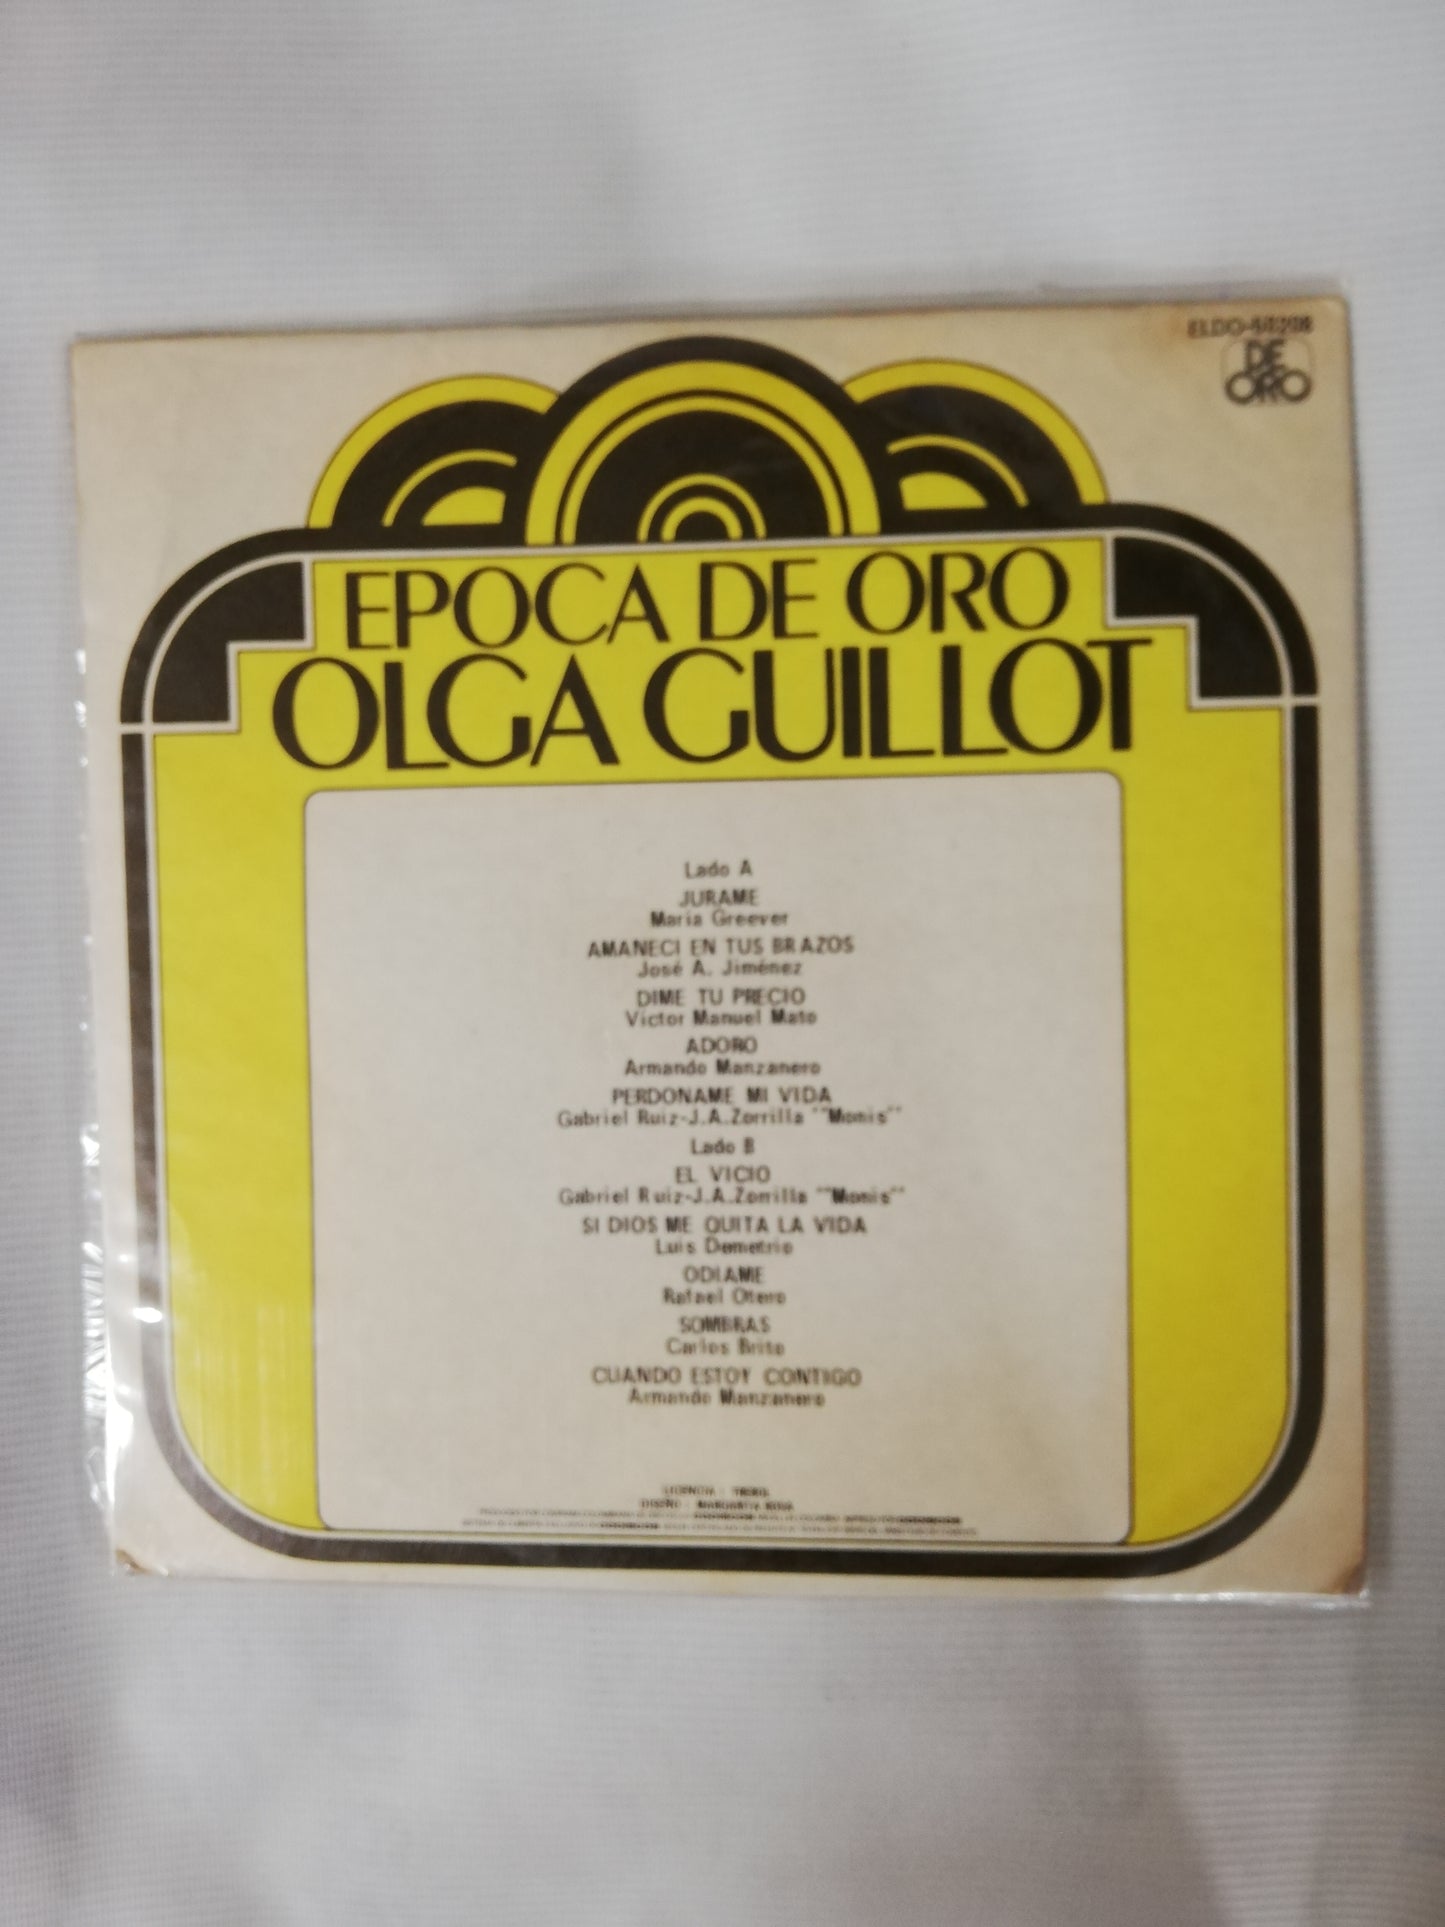 DE
ORO
EPOCA DE ORO
OLGA GUILLOT
Lado A
JURAME
Maria Greever
AMANECI EN TUS BRAZOS
José A. Jiménez
DIME TU PRECIO
Victor Manuel Mato
ADORO
Armando Manzanero
PERDONAME MI VIDA
Gabriel Ruiz-J.A.Zorrilla ""Monis""
Lado B
EL VICIO
Gabriel Ruiz-J.A.Zorrilla ""Monis""
SI DIOS ME QUITA LA VIDA
Luis Demetrio
ODIAME
Rafael Otero
SOMBRAS
Carlos Brito
CUANDO ESTOY CONTIGO
Armando Manzanero
LICENCIA :
DISEÑO : MARGARITA